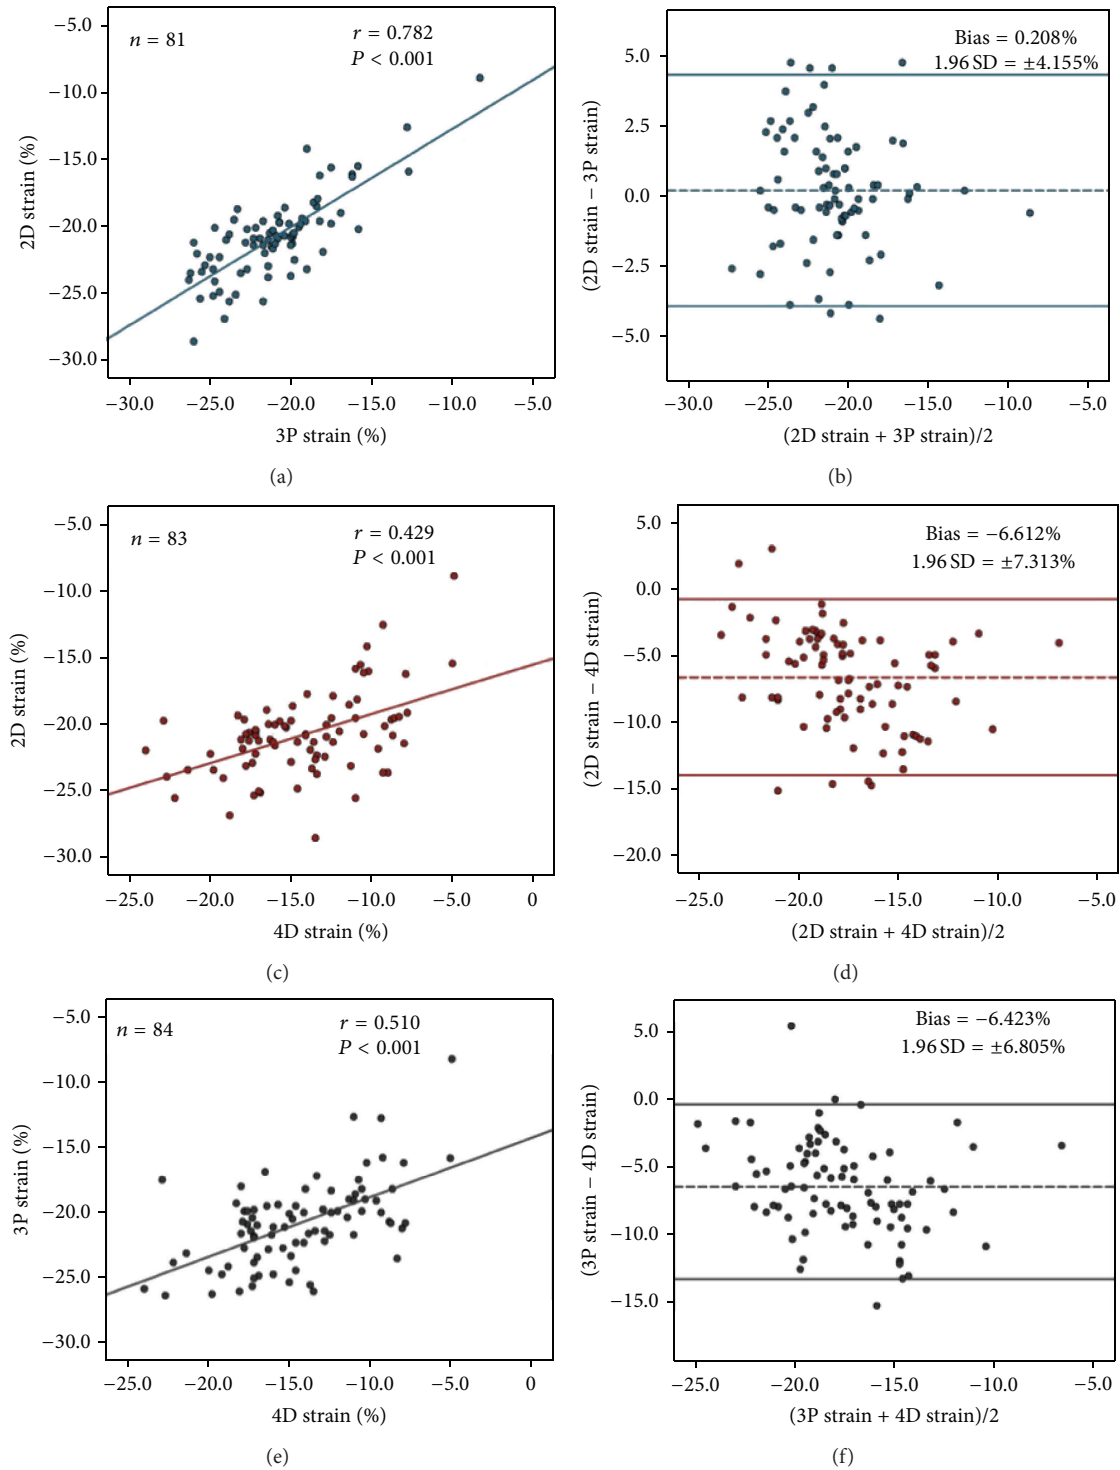 n = 81
r = 0.782
P < 0.001
−5.0
−10.0
−15.0
−20.0
−25.0
−30.0
2D strain (%)
−30.0 −25.0 −20.0 −15.0 −10.0 −5.0
3P strain (%)
(a)
Bias = 0.208%
1.96 SD = ±4.155%
5.0
2.5
0.0
−2.5
−5.0
(2D strain − 3P strain)
−30.0 −25.0 −20.0 −15.0 −10.0 −5.0
(2D strain + 3P strain)/2
(b)
n = 83
r = 0.429
P < 0.001
−5.0
−10.0
−15.0
−20.0
−25.0
−30.0
2D strain (%)
−25.0 −20.0 −15.0 −10.0 −5.0 0
4D strain (%)
(c)
Bias = −6.612%
1.96 SD = ±7.313%
5.0
0.0
−5.0
−10.0
−15.0
−20.0
(2D strain − 4D strain)
−25.0 −20.0 −15.0 −10.0 −5.0
(2D strain + 4D strain)/2
(d)
n = 84
r = 0.510
P < 0.001
−5.0
−10.0
−15.0
−20.0
−25.0
−30.0
3P strain (%)
−25.0 −20.0 −15.0 −10.0 −5.0 0
4D strain (%)
(e)
Bias = −6.423%
1.96 SD = ±6.805%
5.0
0.0
−5.0
−10.0
−15.0
(3P strain − 4D strain)
−25.0 −20.0 −15.0 −10.0 −5.0
(3P strain + 4D strain)/2
(f)